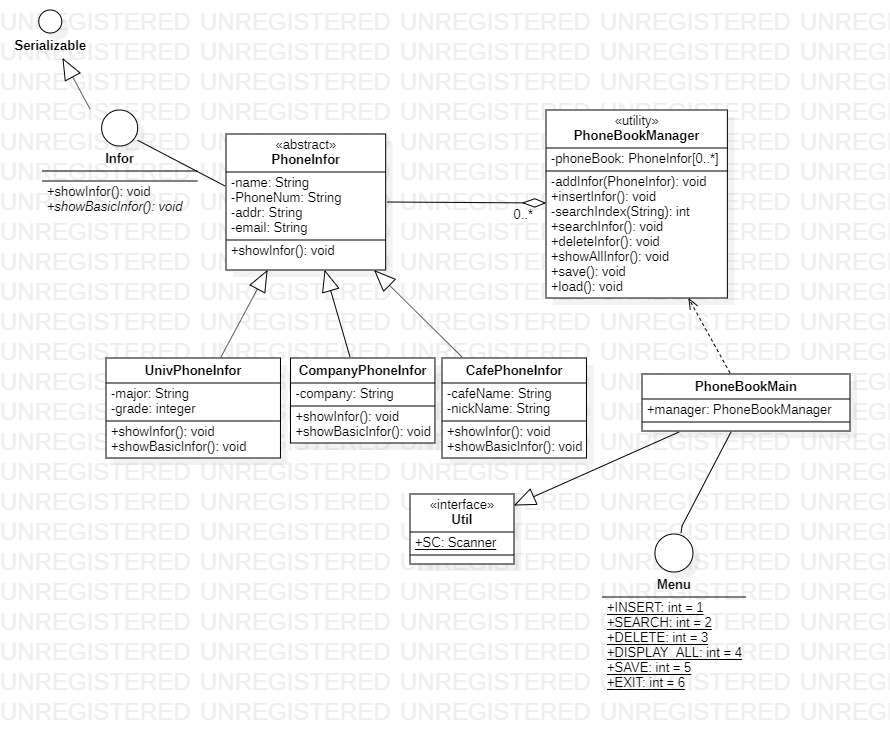 Serializable
Infor
+showInfor(): void
+showBasicInfor(): void
«abstract»
PhoneInfor
-name: String
-PhoneNum: String
-addr: String
-email: String
+showInfor(): void
«utility»
PhoneBookManager
-phoneBook: PhoneInfor[0..*]
-addInfor(PhoneInfor): void
+insertInfor(): void
-searchIndex(String): int
+searchInfor(): void
+deleteInfor(): void
+showAllInfor(): void
+save(): void
+load(): void
0..*
UnivPhoneInfor
-major: String
-grade: integer
+showInfor(): void
+showBasicInfor(): void
CompanyPhoneInfor
-company: String
+showInfor(): void
+showBasicInfor(): void
CafePhoneInfor
-cafeName: String
-nickName: String
+showInfor(): void
+showBasicInfor(): void
PhoneBookMain
+manager: PhoneBookManager
«interface»
Util
+SC: Scanner
Menu
+INSERT: int = 1
+SEARCH: int = 2
+DELETE: int = 3
+DISPLAY_ALL: int = 4
+SAVE: int = 5
+EXIT: int = 6
UNREGISTERED